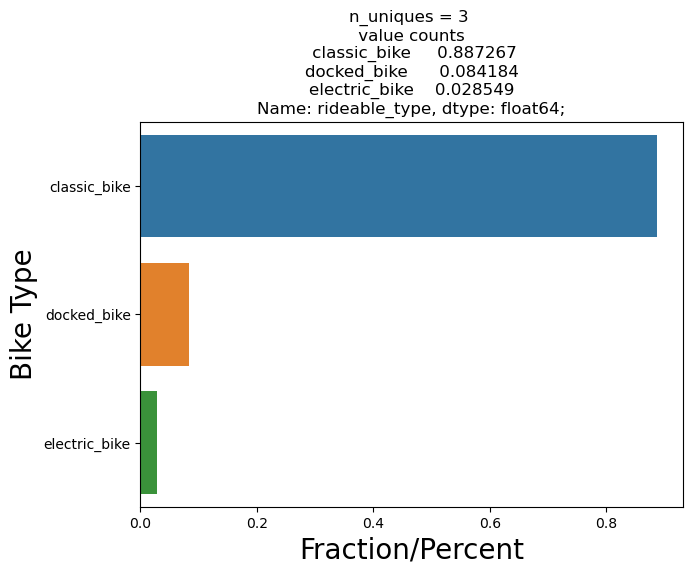 n_uniques = 3
value counts
classic_bike     0.887267
docked_bike      0.084184
electric_bike    0.028549
Name: rideable_type, dtype: float64;
classic_bike
docked_bike
electric_bike
Bike Type
0.0 0.2 0.4 0.6 0.8
Fraction/Percent